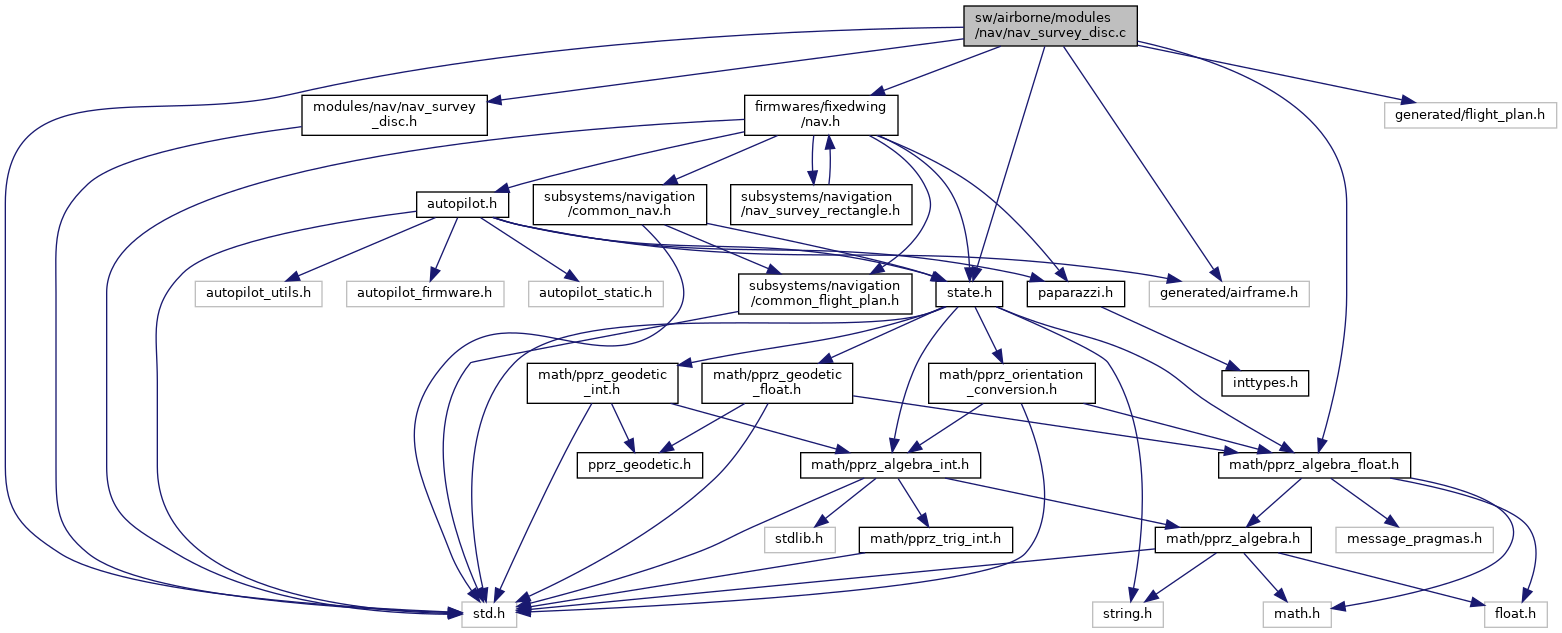 sw/airborne/modules
/nav/nav_survey_disc.c
modules/nav/nav_survey
_disc.h
firmwares/fixedwing
/nav.h
generated/flight_plan.h
autopilot.h
subsystems/navigation
/common_nav.h
subsystems/navigation
/nav_survey_rectangle.h
autopilot_utils.h
autopilot_firmware.h
autopilot_static.h
subsystems/navigation
/common_flight_plan.h
state.h
paparazzi.h
generated/airframe.h
math/pprz_geodetic
_int.h
math/pprz_geodetic
_float.h
math/pprz_orientation
_conversion.h
inttypes.h
pprz_geodetic.h
math/pprz_algebra_int.h
math/pprz_algebra_float.h
stdlib.h
math/pprz_trig_int.h
math/pprz_algebra.h
message_pragmas.h
std.h
string.h
math.h
float.h